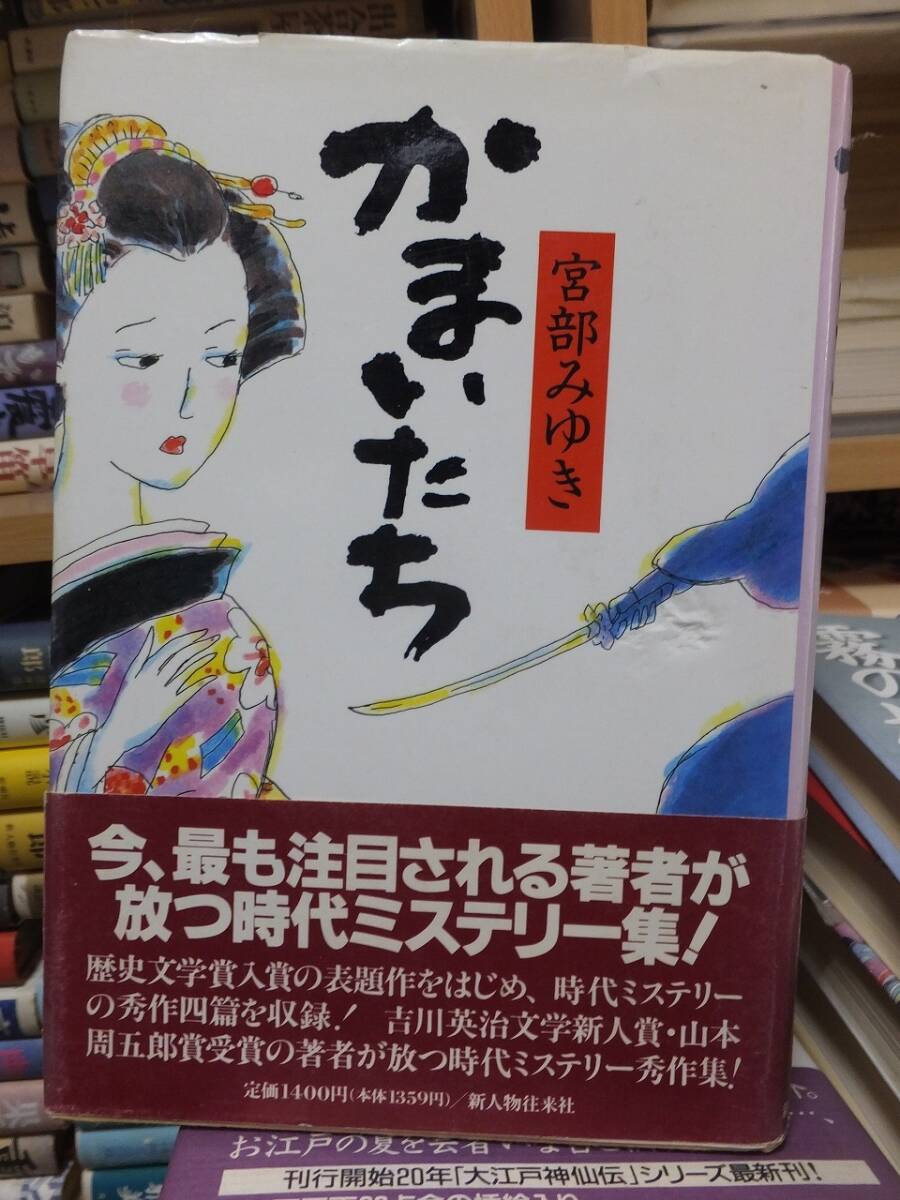 かまいたち
宮部みゆき
今、最も注目される著者が
放つ時代ミステリー集!
歴史文学賞入賞の表題作をはじめ、時代ミステリー
の秀作四篇を収録! 吉川英治文学新人賞・山本
周五郎賞受賞の著者が放つ時代ミステリー秀作集!
定価1400円(本体1359円)/新人物往来社
霧の
刊行開始20年「大江戸神仙伝」シリーズ最新刊!